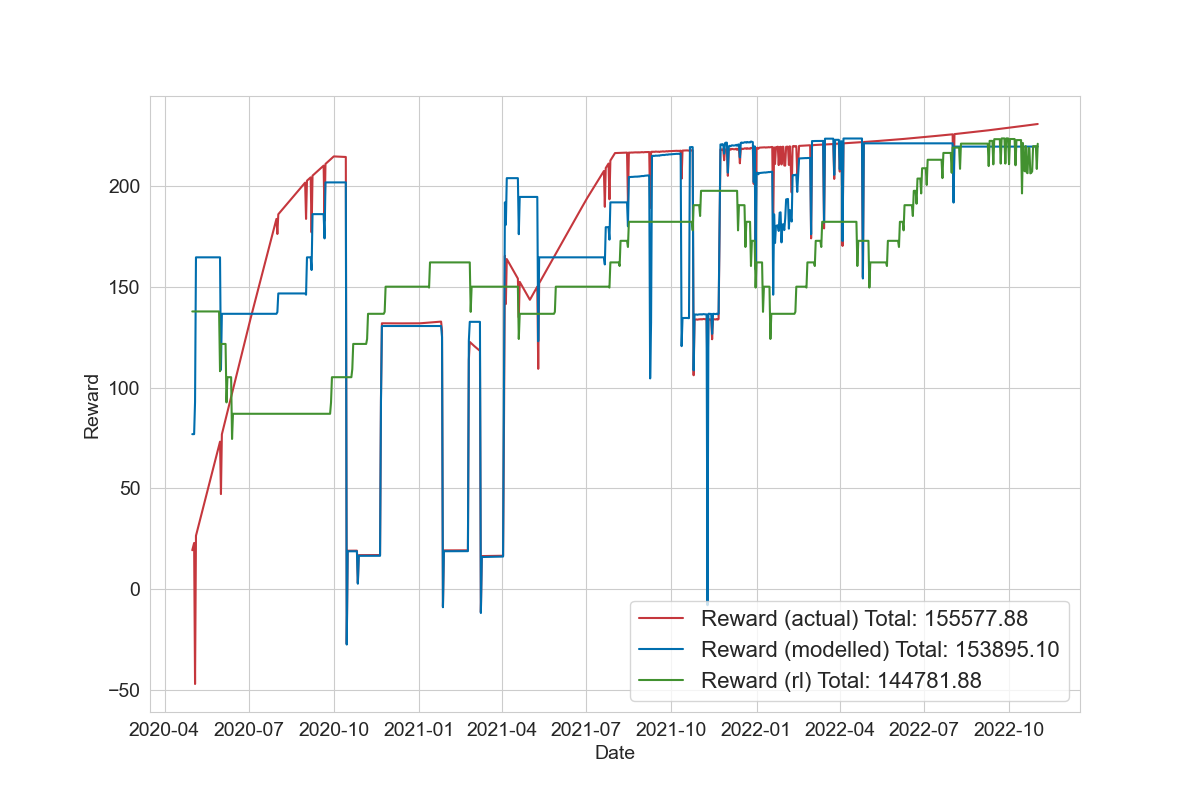 200
150
100
50
0
−50
Reward
2020-04 2020-07 2020-10 2021-01 2021-04 2021-07 2021-10 2022-01 2022-04 2022-07 2022-10
Date
Reward (actual) Total: 155577.88
Reward (modelled) Total: 153895.10
Reward (rl) Total: 144781.88